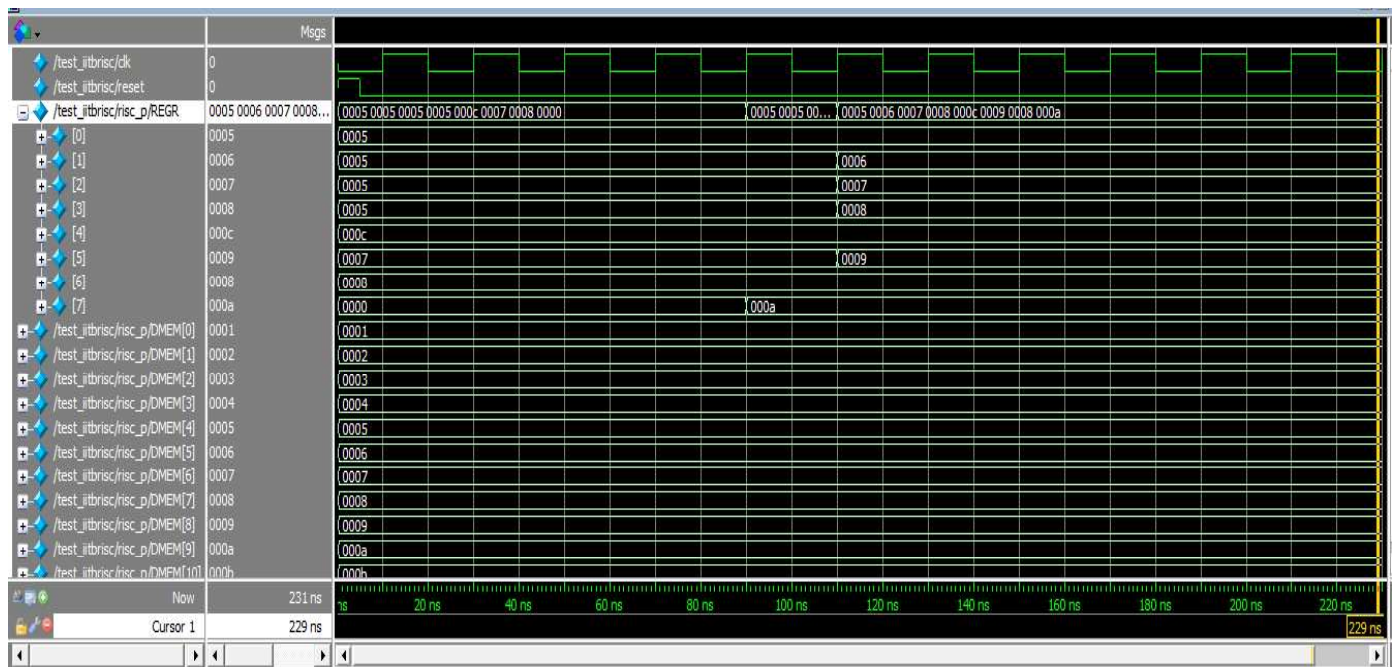 Msgs
/test_iitbrisc/clk 0
/test_iitbrisc/reset 0
/test_iitbrisc/risc_p/REGR 0005 0006 0007 0008... 0005 0005 0005 0005 000c 0007 0008 0000 0005 0005 00... 0005 0006 0007 0008 000c 0009 0008 000a
[0] 0005 0005
[1] 0006 0005 0006
[2] 0007 0005 0007
[3] 0008 0005 0008
[4] 000c 000c
[5] 0009 0007 0009
[6] 0008 0008
[7] 000a 0000 000a
/test_iitbrisc/risc_p/DMEM[0] 0001 0001
/test_iitbrisc/risc_p/DMEM[1] 0002 0002
/test_iitbrisc/risc_p/DMEM[2] 0003 0003
/test_iitbrisc/risc_p/DMEM[3] 0004 0004
/test_iitbrisc/risc_p/DMEM[4] 0005 0005
/test_iitbrisc/risc_p/DMEM[5] 0006 0006
/test_iitbrisc/risc_p/DMEM[6] 0007 0007
/test_iitbrisc/risc_p/DMEM[7] 0008 0008
/test_iitbrisc/risc_p/DMEM[8] 0009 0009
/test_iitbrisc/risc_p/DMEM[9] 000a 000a
/test_iitbrisc/risc_p/DMEM[10] 000b 000b
Now 231 ns ns 20 ns 40 ns 60 ns 80 ns 100 ns 120 ns 140 ns 160 ns 180 ns 200 ns 220 ns
Cursor 1 229 ns 229 ns